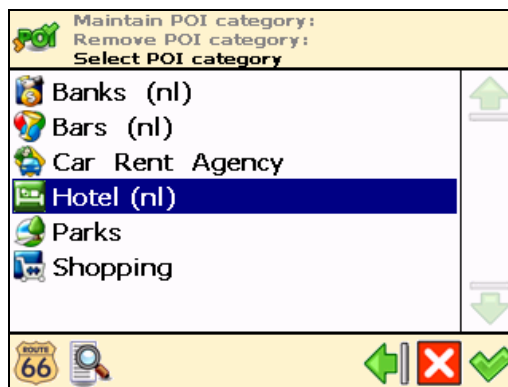 POI
Maintain POI category:
Remove POI category:
Select POI category
Banks (nl)
Bars (nl)
Car Rent Agency
Hotel (nl)
Parks
Shopping
ROUTE
66